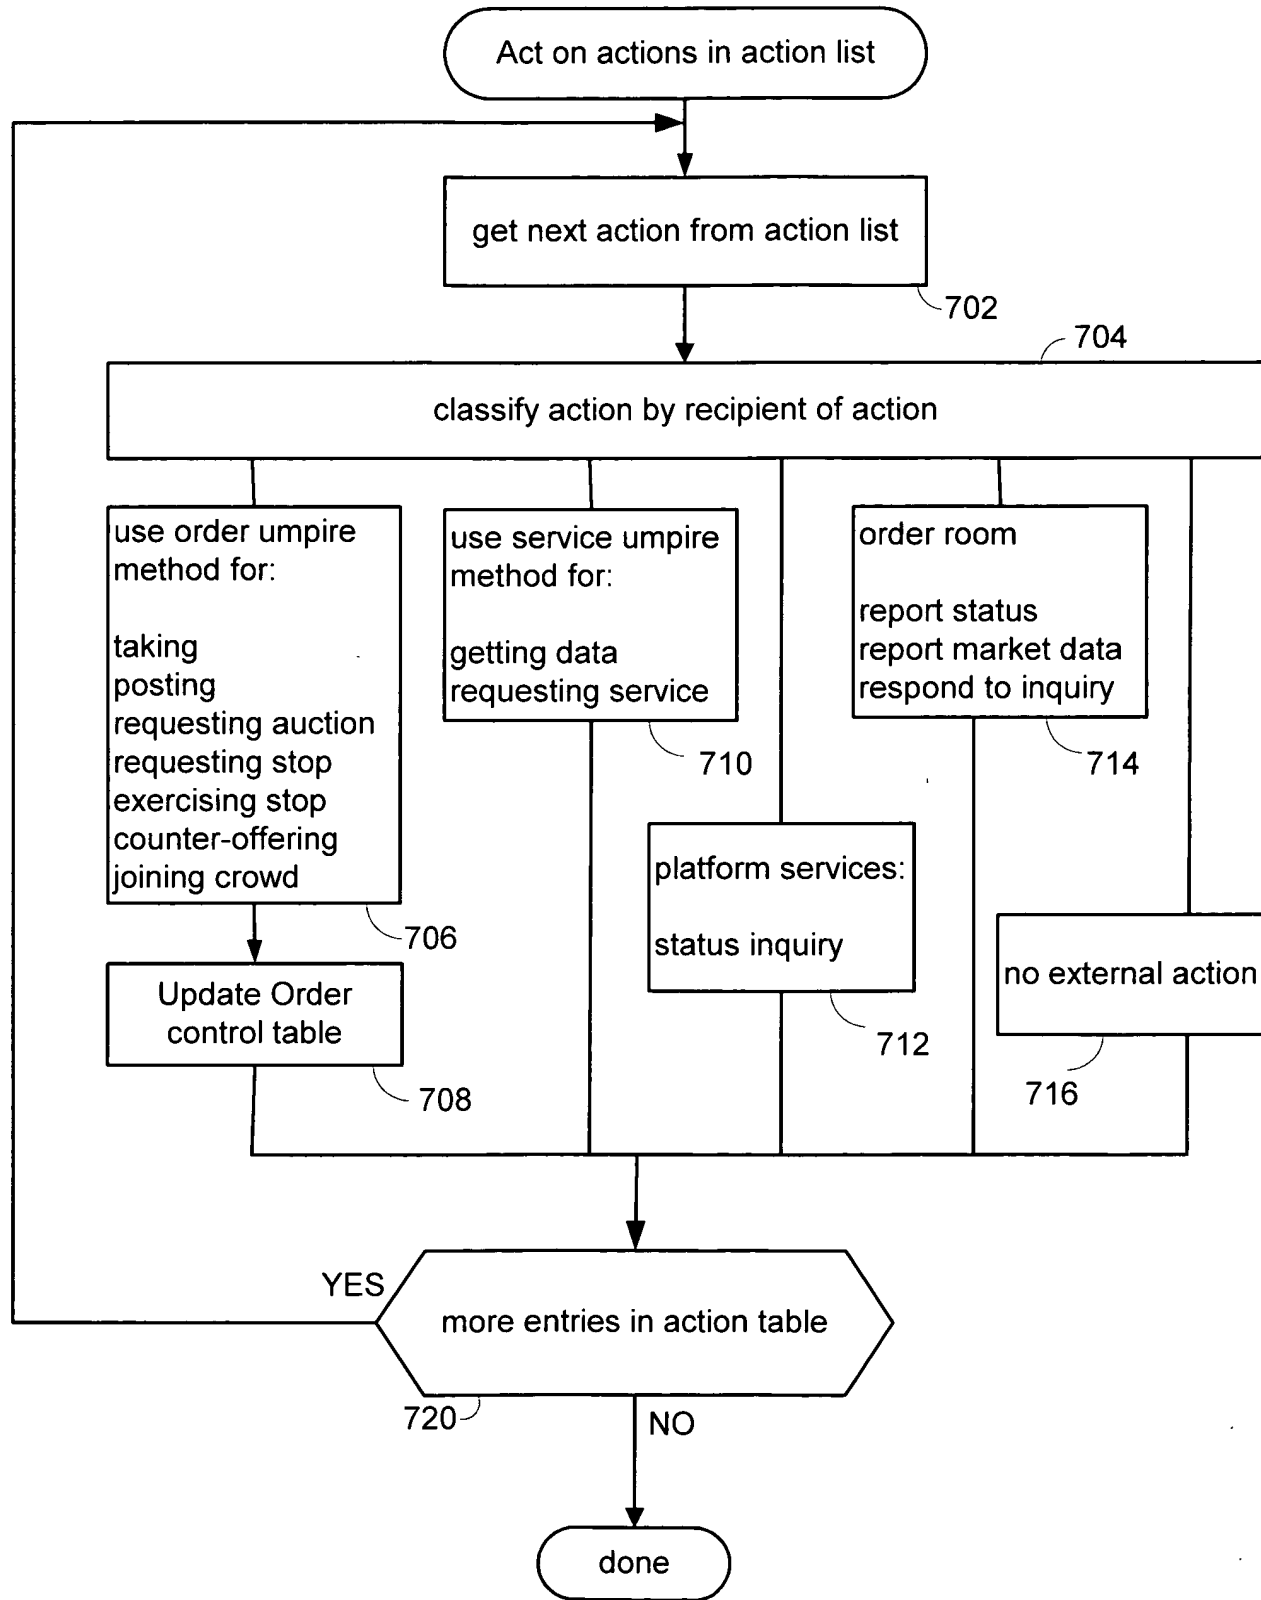 Act on actions in action list
get next action from action list
702
704
classify action by recipient of action
use order umpire
method for:
taking
posting
requesting auction
requesting stop
exercising stop
counter-offering
joining crowd
706
Update Order
control table
708
use service umpire
method for:
getting data
requesting service
710
platform services:
status inquiry
712
order room
report status
report market data
respond to inquiry
714
no external action
716
YES
more entries in action table
720
NO
done